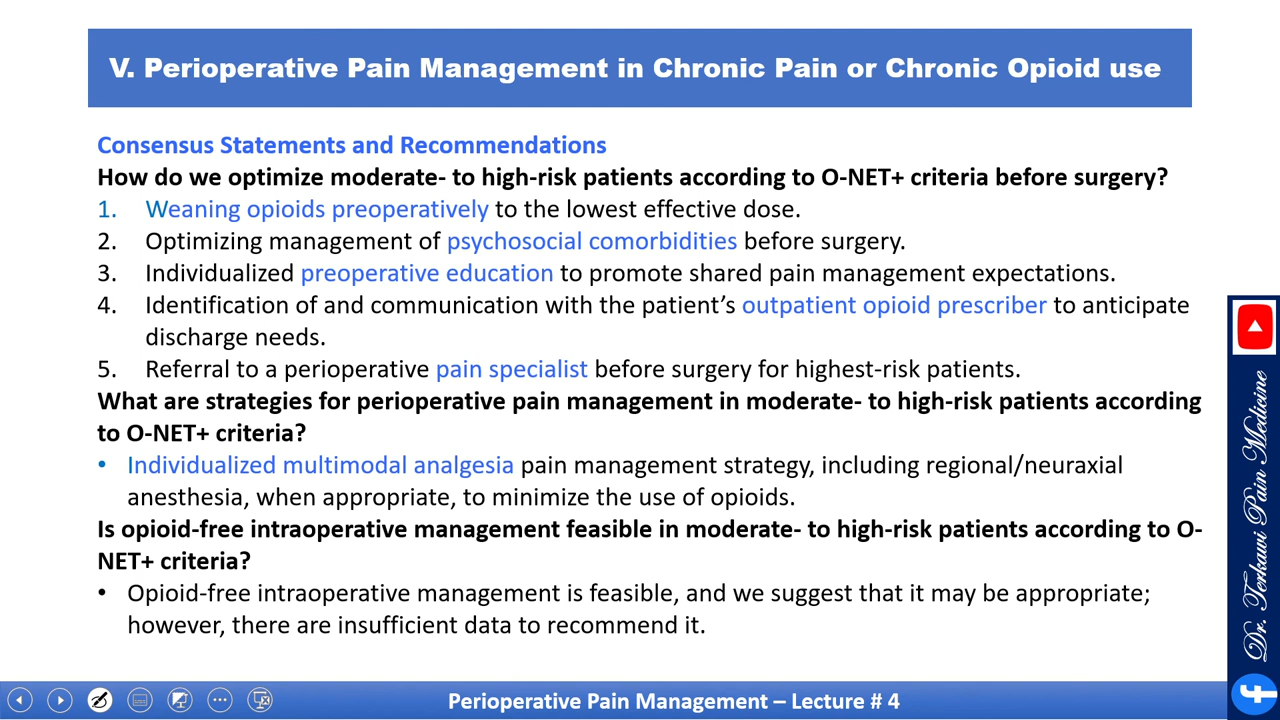 V. Perioperative Pain Management in Chronic Pain or Chronic Opioid use
Consensus Statements and Recommendations
How do we optimize moderate- to high-risk patients according to O-NET+ criteria before surgery?
1. Weaning opioids preoperatively to the lowest effective dose.
2. Optimizing management of psychosocial comorbidities before surgery.
3. Individualized preoperative education to promote shared pain management expectations.
4. Identification of and communication with the patient's outpatient opioid prescriber to anticipate
discharge needs.
5. Referral to a perioperative pain specialist before surgery for highest-risk patients.
What are strategies for perioperative pain management in moderate- to high-risk patients according
to O-NET+ criteria?
• Individualized multimodal analgesia pain management strategy, including regional/neuraxial
anesthesia, when appropriate, to minimize the use of opioids.
Is opioid-free intraoperative management feasible in moderate- to high-risk patients according to O-
NET+ criteria?
• Opioid-free intraoperative management is feasible, and we suggest that it may be appropriate;
however, there are insufficient data to recommend it.
Perioperative Pain Management – Lecture # 4
Dr. Terkawi Pain Medicine